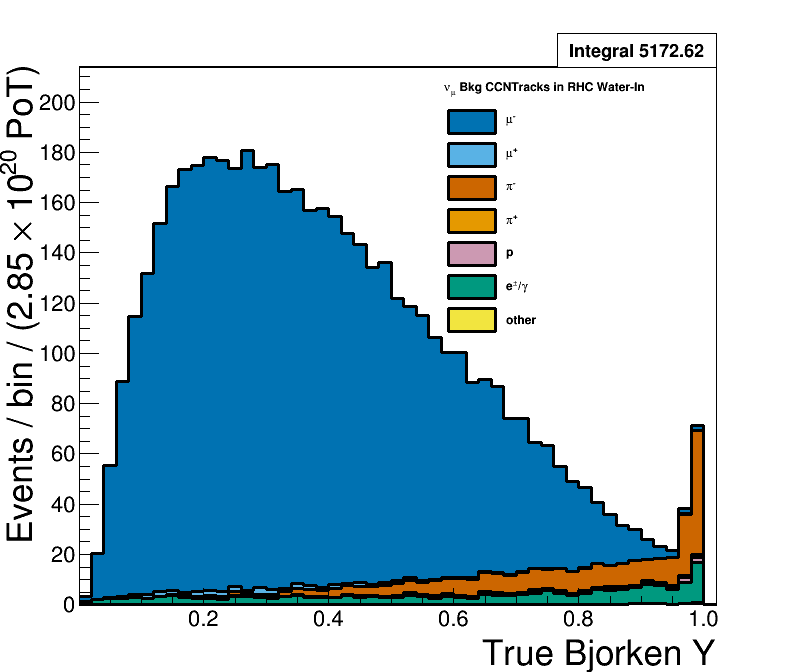 Integral 5172.62
ν_μ Bkg CCNTracks in RHC Water-In
μ⁻
μ⁺
π⁻
π⁺
p
e^±/γ
other
Events / bin / (2.85 × 10²⁰ PoT)
200
180
160
140
120
100
80
60
40
20
0
0.2 0.4 0.6 0.8 1.0
True Bjorken Y